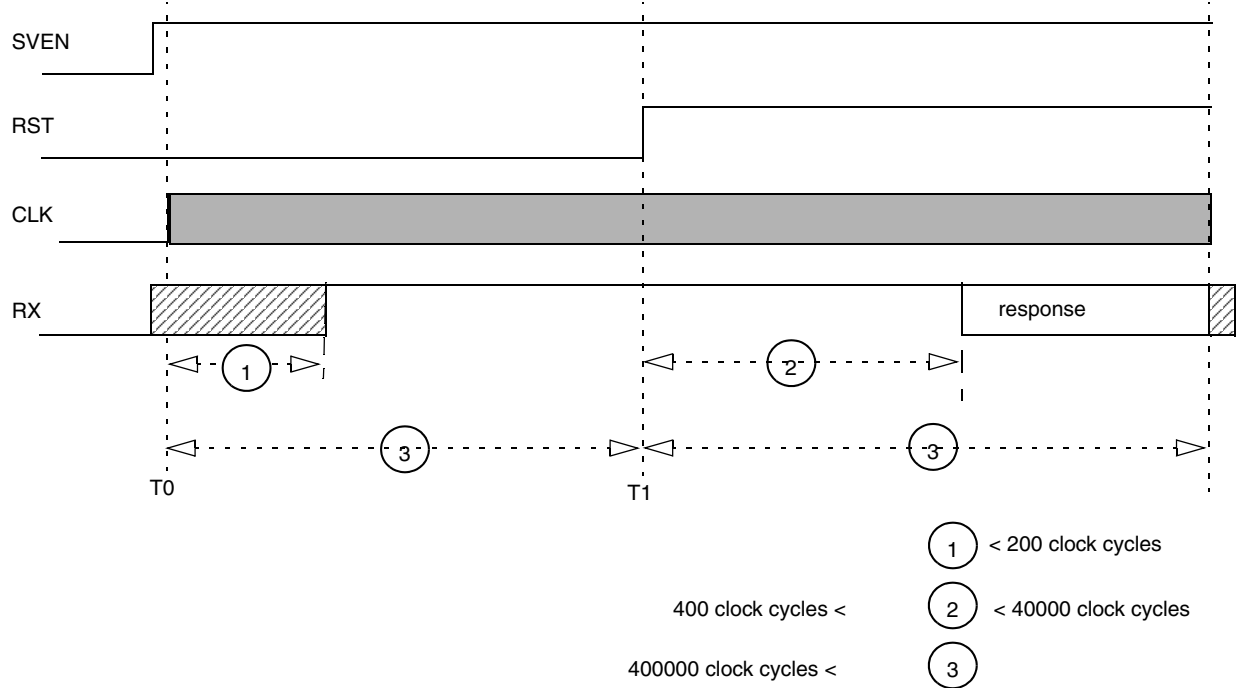 SVEN
RST
CLK
RX
response
1
2
3
3
T0
T1
1 < 200 clock cycles
400 clock cycles < 2 < 40000 clock cycles
400000 clock cycles < 3